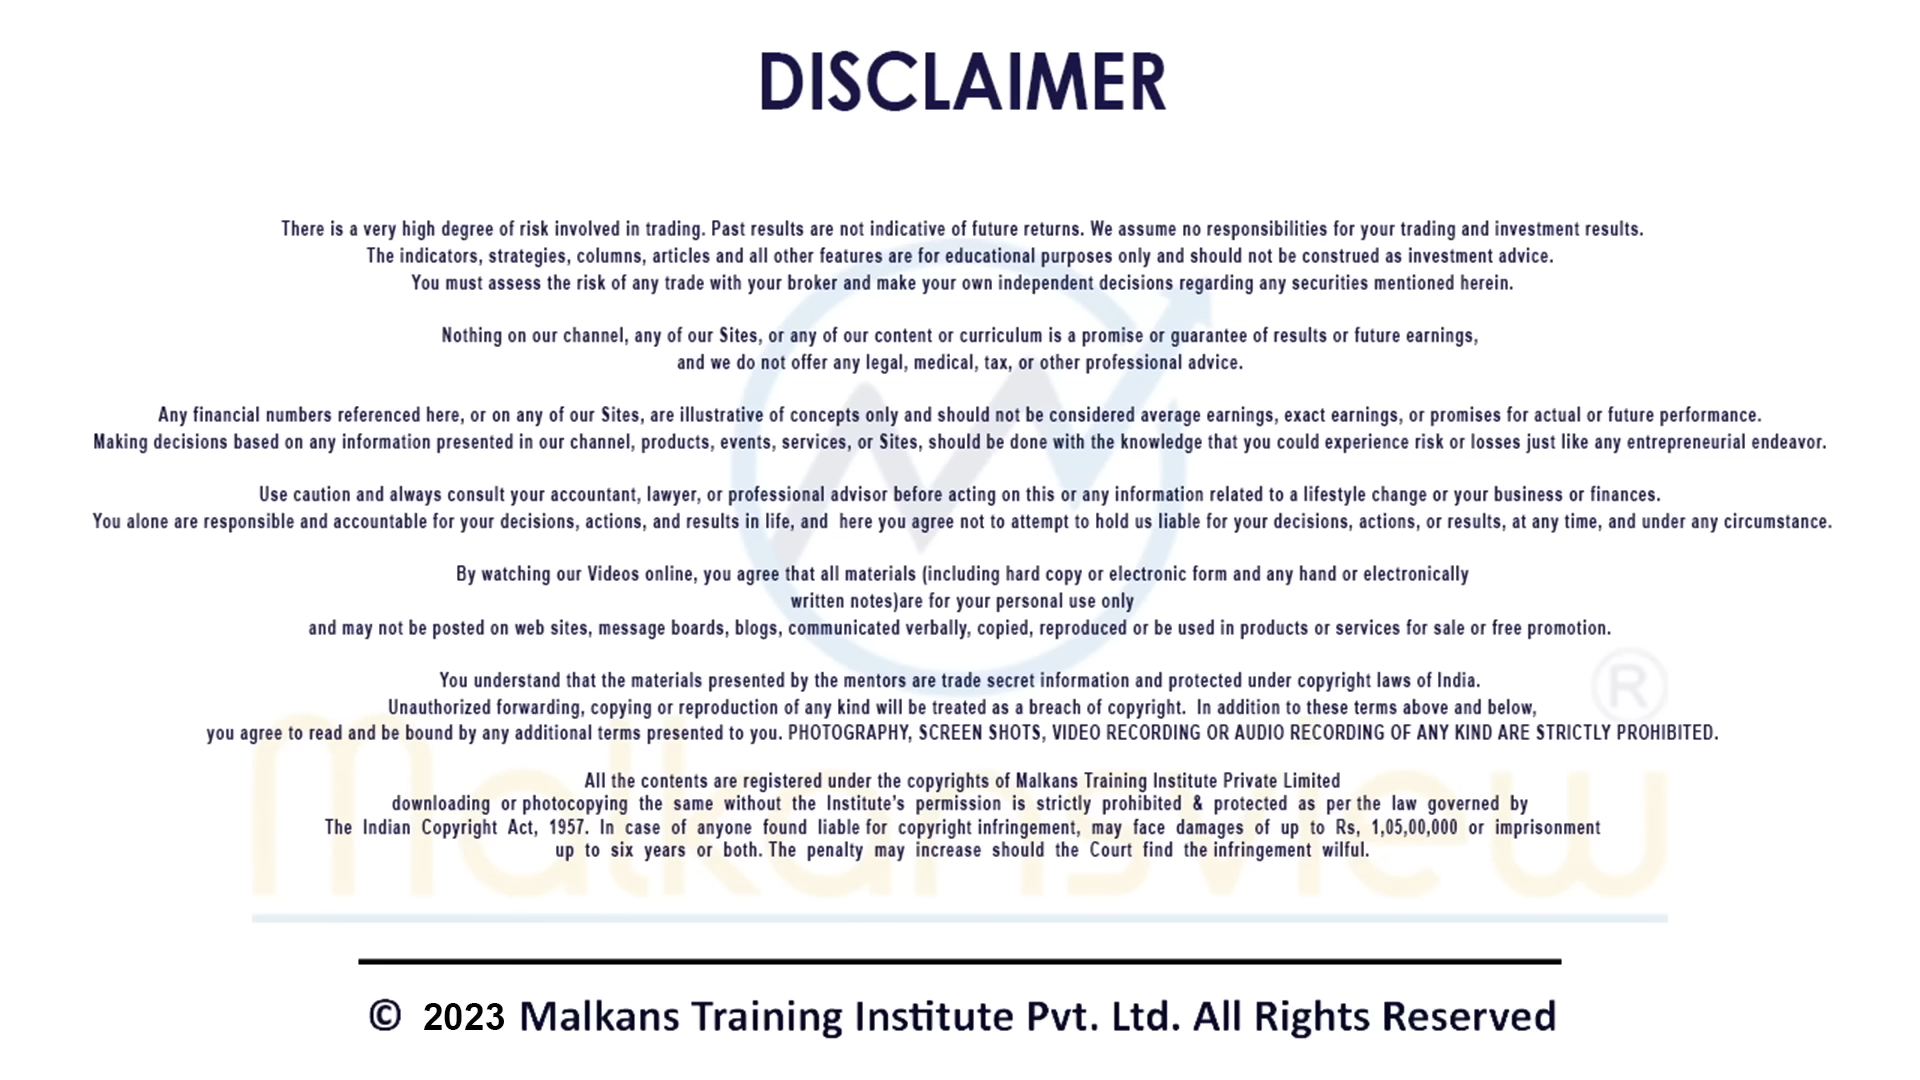 DISCLAIMER
There is a very high degree of risk involved in trading. Past results are not indicative of future returns. We assume no responsibilities for your trading and investment results.
The indicators, strategies, columns, articles and all other features are for educational purposes only and should not be construed as investment advice.
You must assess the risk of any trade with your broker and make your own independent decisions regarding any securities mentioned herein.
Nothing on our channel, any of our Sites, or any of our content or curriculum is a promise or guarantee of results or future earnings,
and we do not offer any legal, medical, tax, or other professional advice.
Any financial numbers referenced here, or on any of our Sites, are illustrative of concepts only and should not be considered average earnings, exact earnings, or promises for actual or future performance.
Making decisions based on any information presented in our channel, products, events, services, or Sites, should be done with the knowledge that you could experience risk or losses just like any entrepreneurial endeavor.
Use caution and always consult your accountant, lawyer, or professional advisor before acting on this or any information related to a lifestyle change or your business or finances.
You alone are responsible and accountable for your decisions, actions, and results in life, and here you agree not to attempt to hold us liable for your decisions, actions, or results, at any time, and under any circumstance.
By watching our Videos online, you agree that all materials (including hard copy or electronic form and any hand or electronically
written notes)are for your personal use only
and may not be posted on web sites, message boards, blogs, communicated verbally, copied, reproduced or be used in products or services for sale or free promotion.
You understand that the materials presented by the mentors are trade secret information and protected under copyright laws of India.
Unauthorized forwarding, copying or reproduction of any kind will be treated as a breach of copyright. In addition to these terms above and below,
you agree to read and be bound by any additional terms presented to you. PHOTOGRAPHY, SCREEN SHOTS, VIDEO RECORDING OR AUDIO RECORDING OF ANY KIND ARE STRICTLY PROHIBITED.
All the contents are registered under the copyrights of Malkans Training Institute Private Limited
downloading or photocopying the same without the Institute's permission is strictly prohibited & protected as per the law governed by
The Indian Copyright Act, 1957. In case of anyone found liable for copyright infringement, may face damages of up to Rs, 1,05,00,000 or imprisonment
up to six years or both. The penalty may increase should the Court find the infringement wilful.
malkansview ®
© 2023 Malkans Training Institute Pvt. Ltd. All Rights Reserved